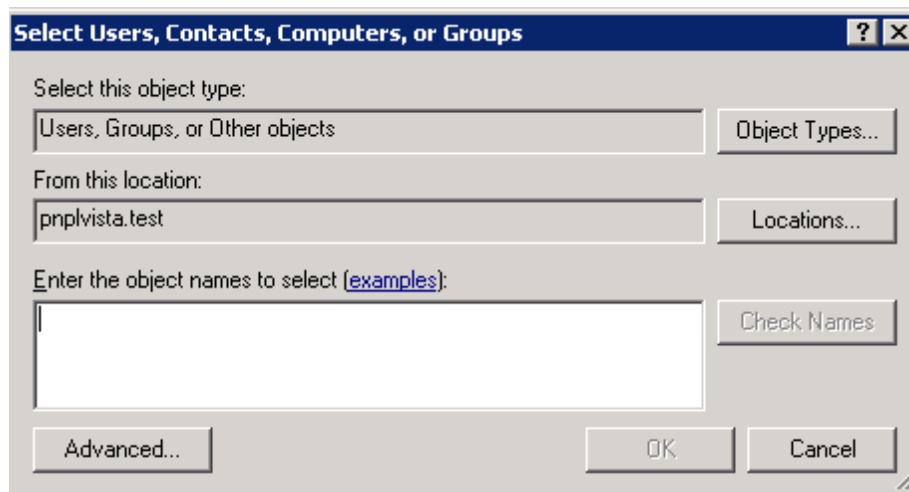 Select Users, Contacts, Computers, or Groups
Select this object type:
Users, Groups, or Other objects
Object Types...
From this location:
pnplvista.test
Locations...
Enter the object names to select (examples):
Check Names
Advanced...
OK
Cancel